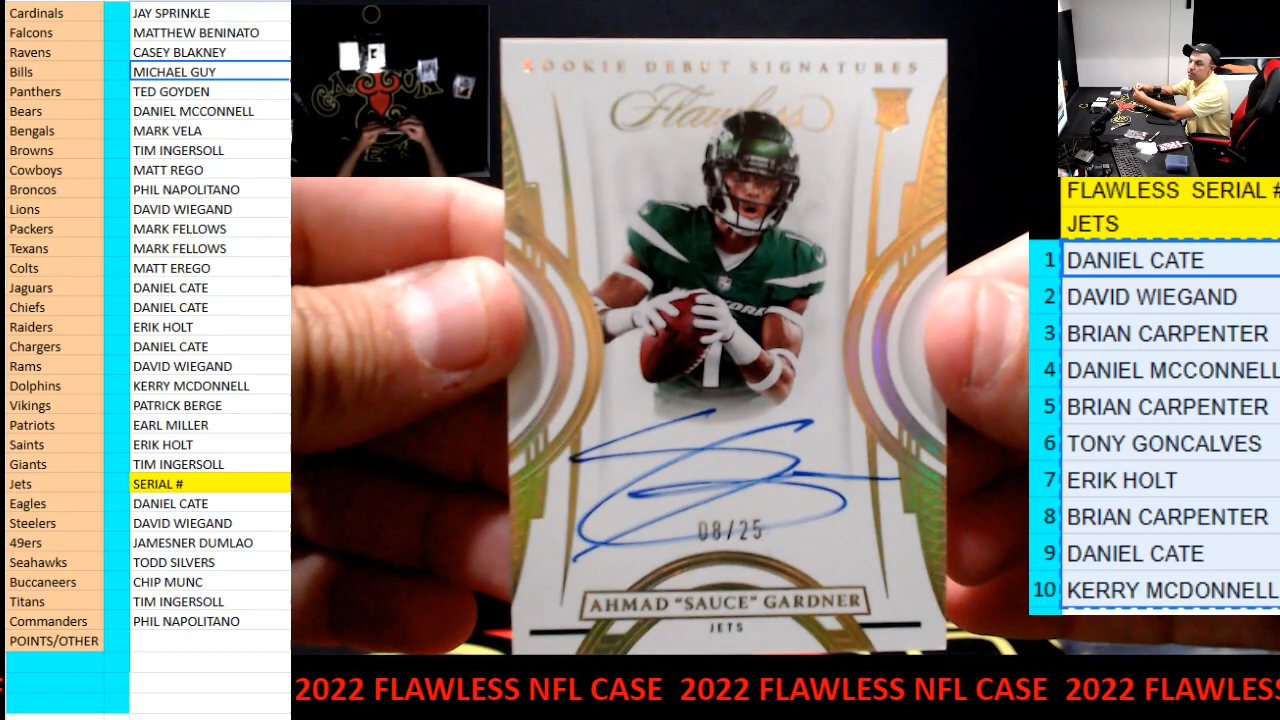 Cardinals JAY SPRINKLE
Falcons MATTHEW BENINATO
Ravens CASEY BLAKNEY
Bills MICHAEL GUY
Panthers TED GOYDEN
Bears DANIEL MCCONNELL
Bengals MARK VELA
Browns TIM INGERSOLL
Cowboys MATT REGO
Broncos PHIL NAPOLITANO
Lions DAVID WIEGAND
Packers MARK FELLOWS
Texans MARK FELLOWS
Colts MATT EREGO
Jaguars DANIEL CATE
Chiefs DANIEL CATE
Raiders ERIK HOLT
Chargers DANIEL CATE
Rams DAVID WIEGAND
Dolphins KERRY MCDONNELL
Vikings PATRICK BERGE
Patriots EARL MILLER
Saints ERIK HOLT
Giants TIM INGERSOLL
Jets SERIAL #
Eagles DANIEL CATE
Steelers DAVID WIEGAND
49ers JAMESNER DUMLAO
Seahawks TODD SILVERS
Buccaneers CHIP MUNC
Titans TIM INGERSOLL
Commanders PHIL NAPOLITANO
POINTS/OTHER
ROOKIE DEBUT SIGNATURES
Flawless
RC
YORK
1
08/25
AHMAD "SAUCE" GARDNER
JETS
FLAWLESS SERIAL #
JETS
1 DANIEL CATE
2 DAVID WIEGAND
3 BRIAN CARPENTER
4 DANIEL MCCONNELL
5 BRIAN CARPENTER
6 TONY GONCALVES
7 ERIK HOLT
8 BRIAN CARPENTER
9 DANIEL CATE
10 KERRY MCDONNELL
2022 FLAWLESS NFL CASE 2022 FLAWLESS NFL CASE 2022 FLAWLESS